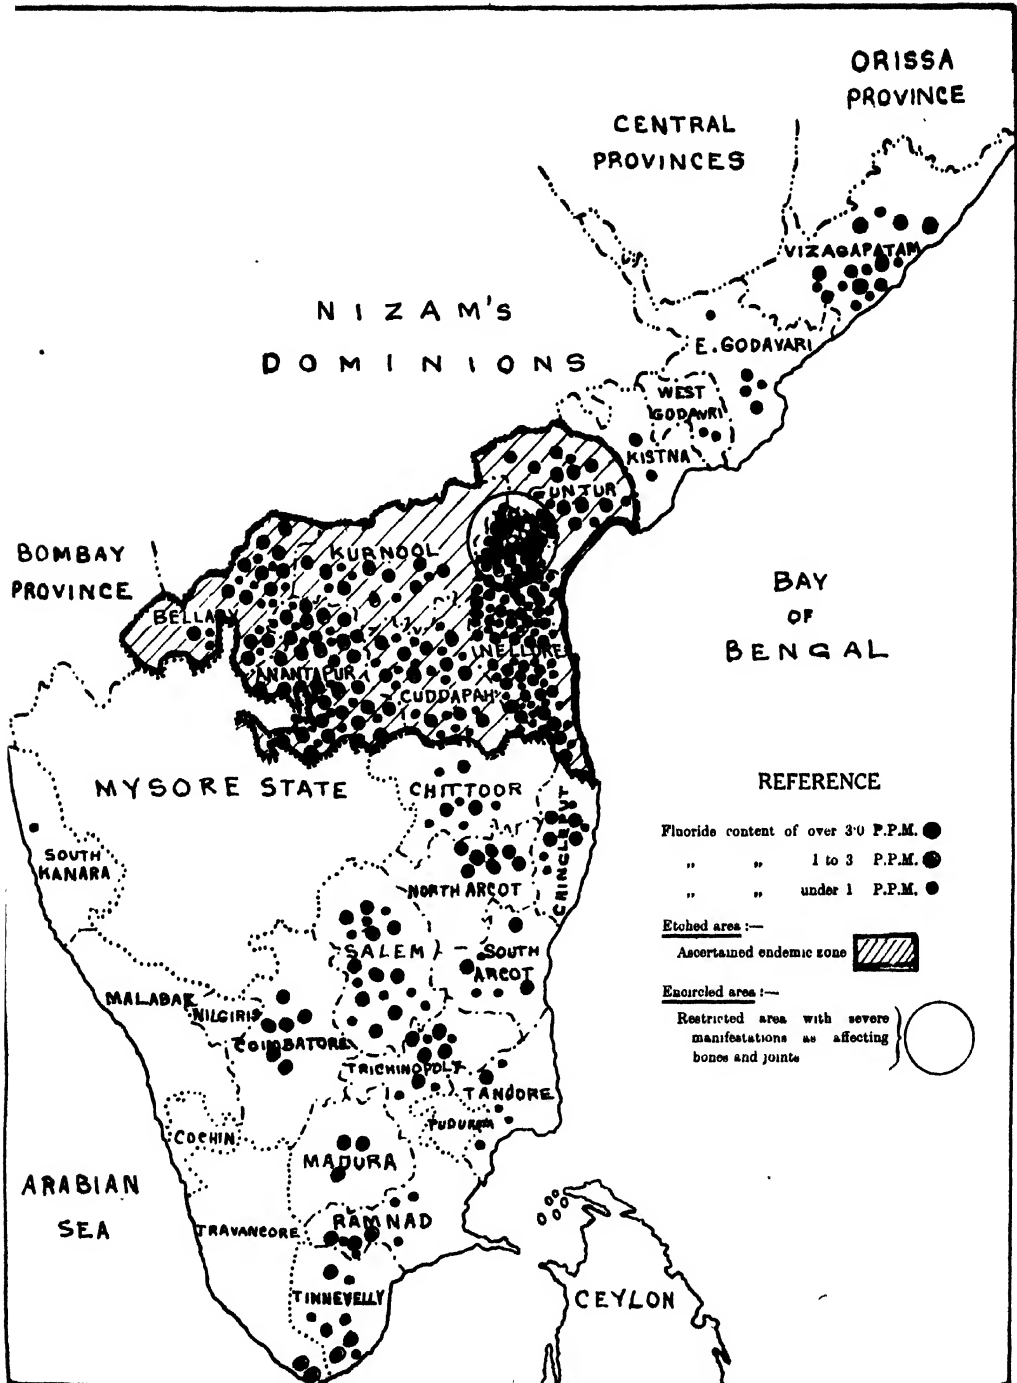 ORISSA
PROVINCE
CENTRAL
PROVINCES
VIZAGAPATAM
NIZAM's
DOMINIONS
E. GODAVARI
WEST
GODAVRI
KISTNA
GUNTUR
KURNOOL
BOMBAY
PROVINCE
BELLARY
BAY
OF
BENGAL
NELLORE
ANANTAPUR
CUDDAPAH
MYSORE STATE
CHITTOOR
CHINGLEPUT
SOUTH
KANARA
NORTH ARCOT
SALEM
SOUTH
ARCOT
MALABAR
NILGIRIS
COIMBATORE
TRICHINOPOLY
TANJORE
COCHIN
MADURA
ARABIAN
SEA
TRAVANCORE
RAMNAD
TINNEVELLY
CEYLON
REFERENCE
Fluoride content of over 3·0 P.P.M.
„ „ 1 to 3 P.P.M.
„ „ under 1 P.P.M.
Etched area :—
Ascertained endemic zone
Encircled area :—
Restricted area with severe
manifestations as affecting
bones and joints